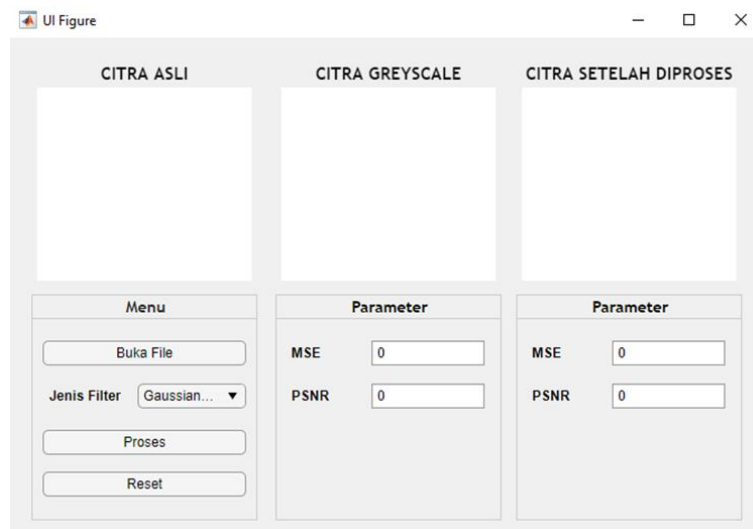 UI Figure
CITRA ASLI
CITRA GREYSCALE
CITRA SETELAH DIPROSES
Menu
Buka File
Jenis Filter Gaussian...
Proses
Reset
Parameter
MSE 0
PSNR 0
Parameter
MSE 0
PSNR 0